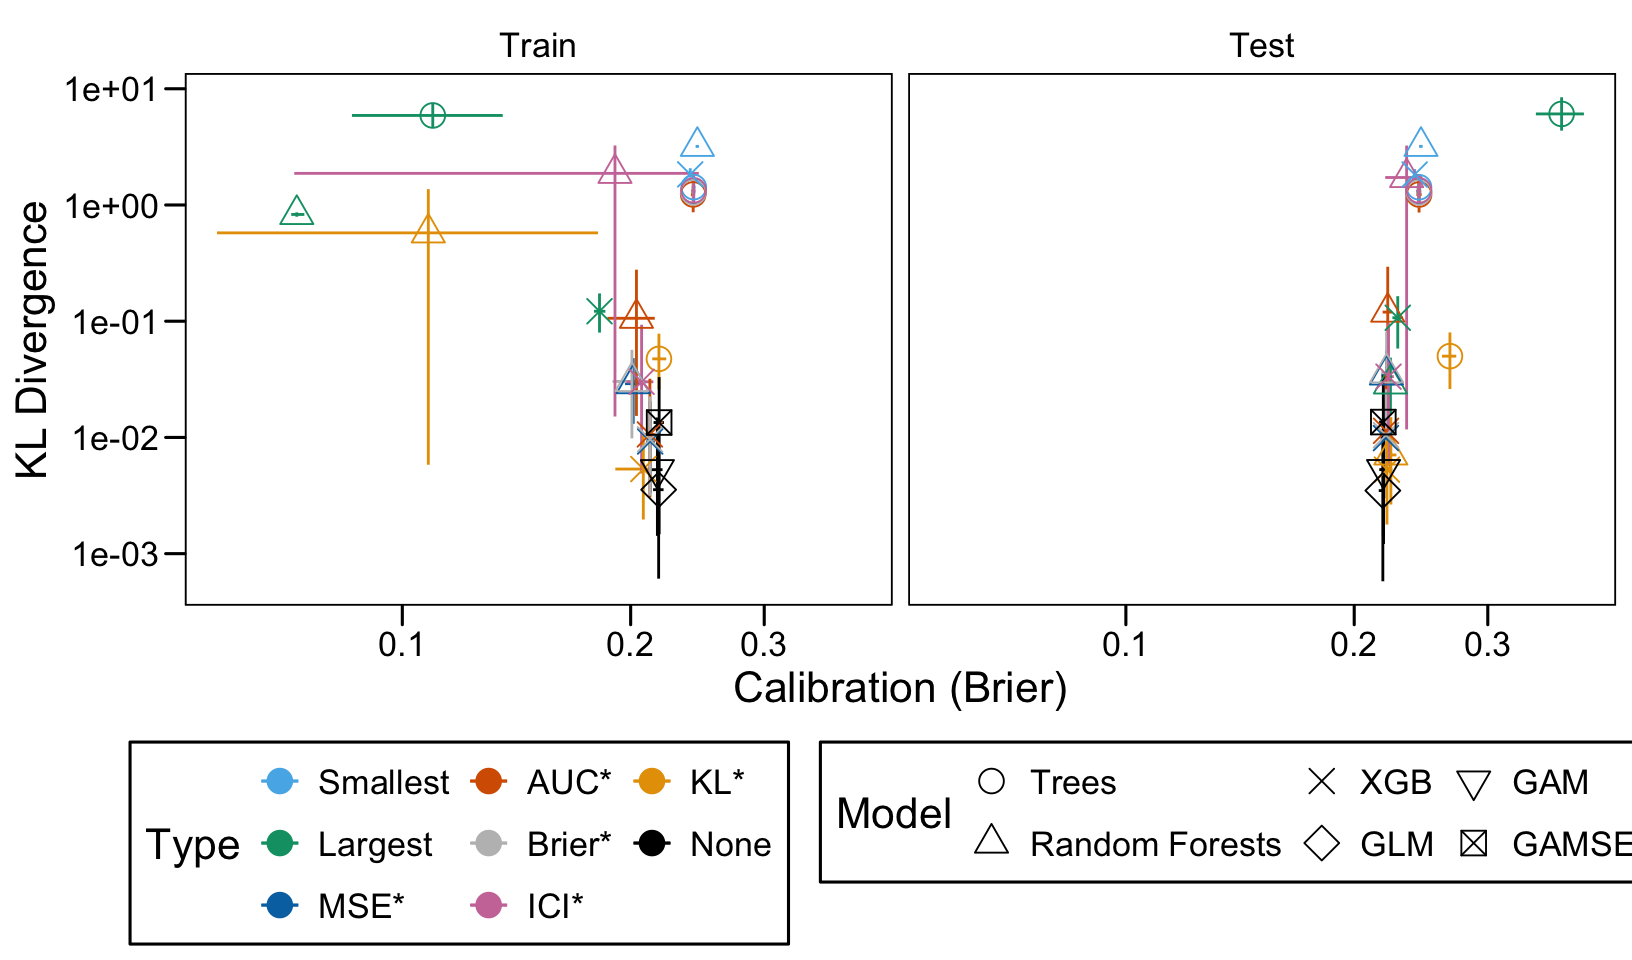 Train Test
KL Divergence
1e+01
1e+00
1e-01
1e-02
1e-03
0.1 0.2 0.3 0.1 0.2 0.3
Calibration (Brier)
Type
Smallest AUC* KL*
Largest Brier* None
MSE* ICI*
Model
Trees XGB GAM
Random Forests GLM GAMSE